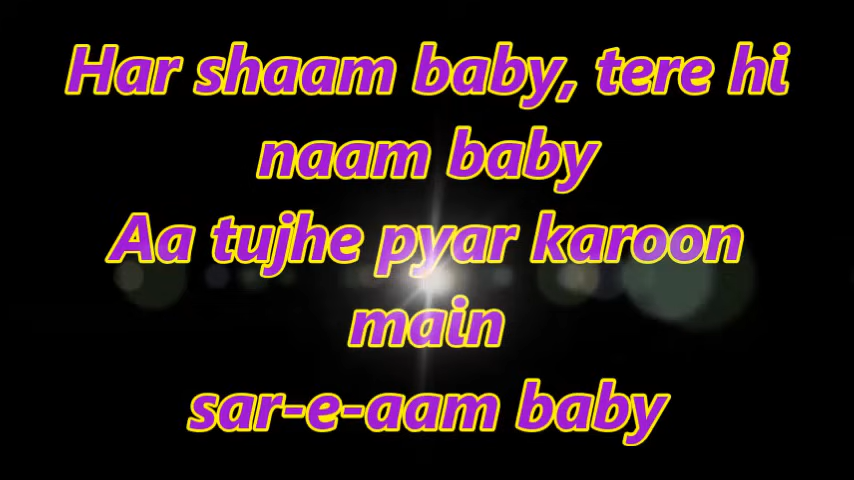 Har shaam baby, tere hi
naam baby
Aa tujhe pyar karoon
main
sar-e-aam baby